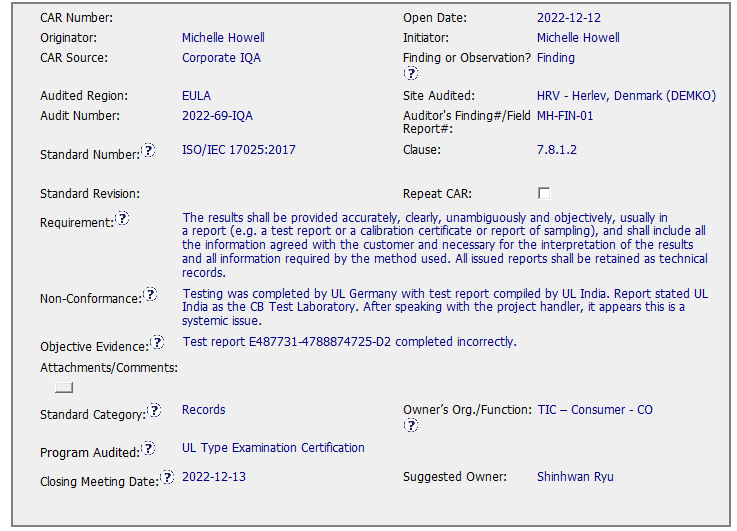 CAR Number: Open Date: 2022-12-12
Originator: Michelle Howell Initiator: Michelle Howell
CAR Source: Corporate IQA Finding or Observation? Finding
?
Audited Region: EULA Site Audited: HRV - Herlev, Denmark (DEMKO)
Audit Number: 2022-69-IQA Auditor's Finding#/Field MH-FIN-01
Report#:
Standard Number: ? ISO/IEC 17025:2017 Clause: 7.8.1.2
Standard Revision: Repeat CAR:
Requirement: ? The results shall be provided accurately, clearly, unambiguously and objectively, usually in
a report (e.g. a test report or a calibration certificate or report of sampling), and shall include all
the information agreed with the customer and necessary for the interpretation of the results
and all information required by the method used. All issued reports shall be retained as technical
records.
Non-Conformance: ? Testing was completed by UL Germany with test report compiled by UL India. Report stated UL
India as the CB Test Laboratory. After speaking with the project handler, it appears this is a
systemic issue.
Objective Evidence: ? Test report E487731-4788874725-D2 completed incorrectly.
Attachments/Comments:
Standard Category: ? Records Owner's Org./Function: TIC – Consumer - CO
?
Program Audited: ? UL Type Examination Certification
Closing Meeting Date: ? 2022-12-13 Suggested Owner: Shinhwan Ryu